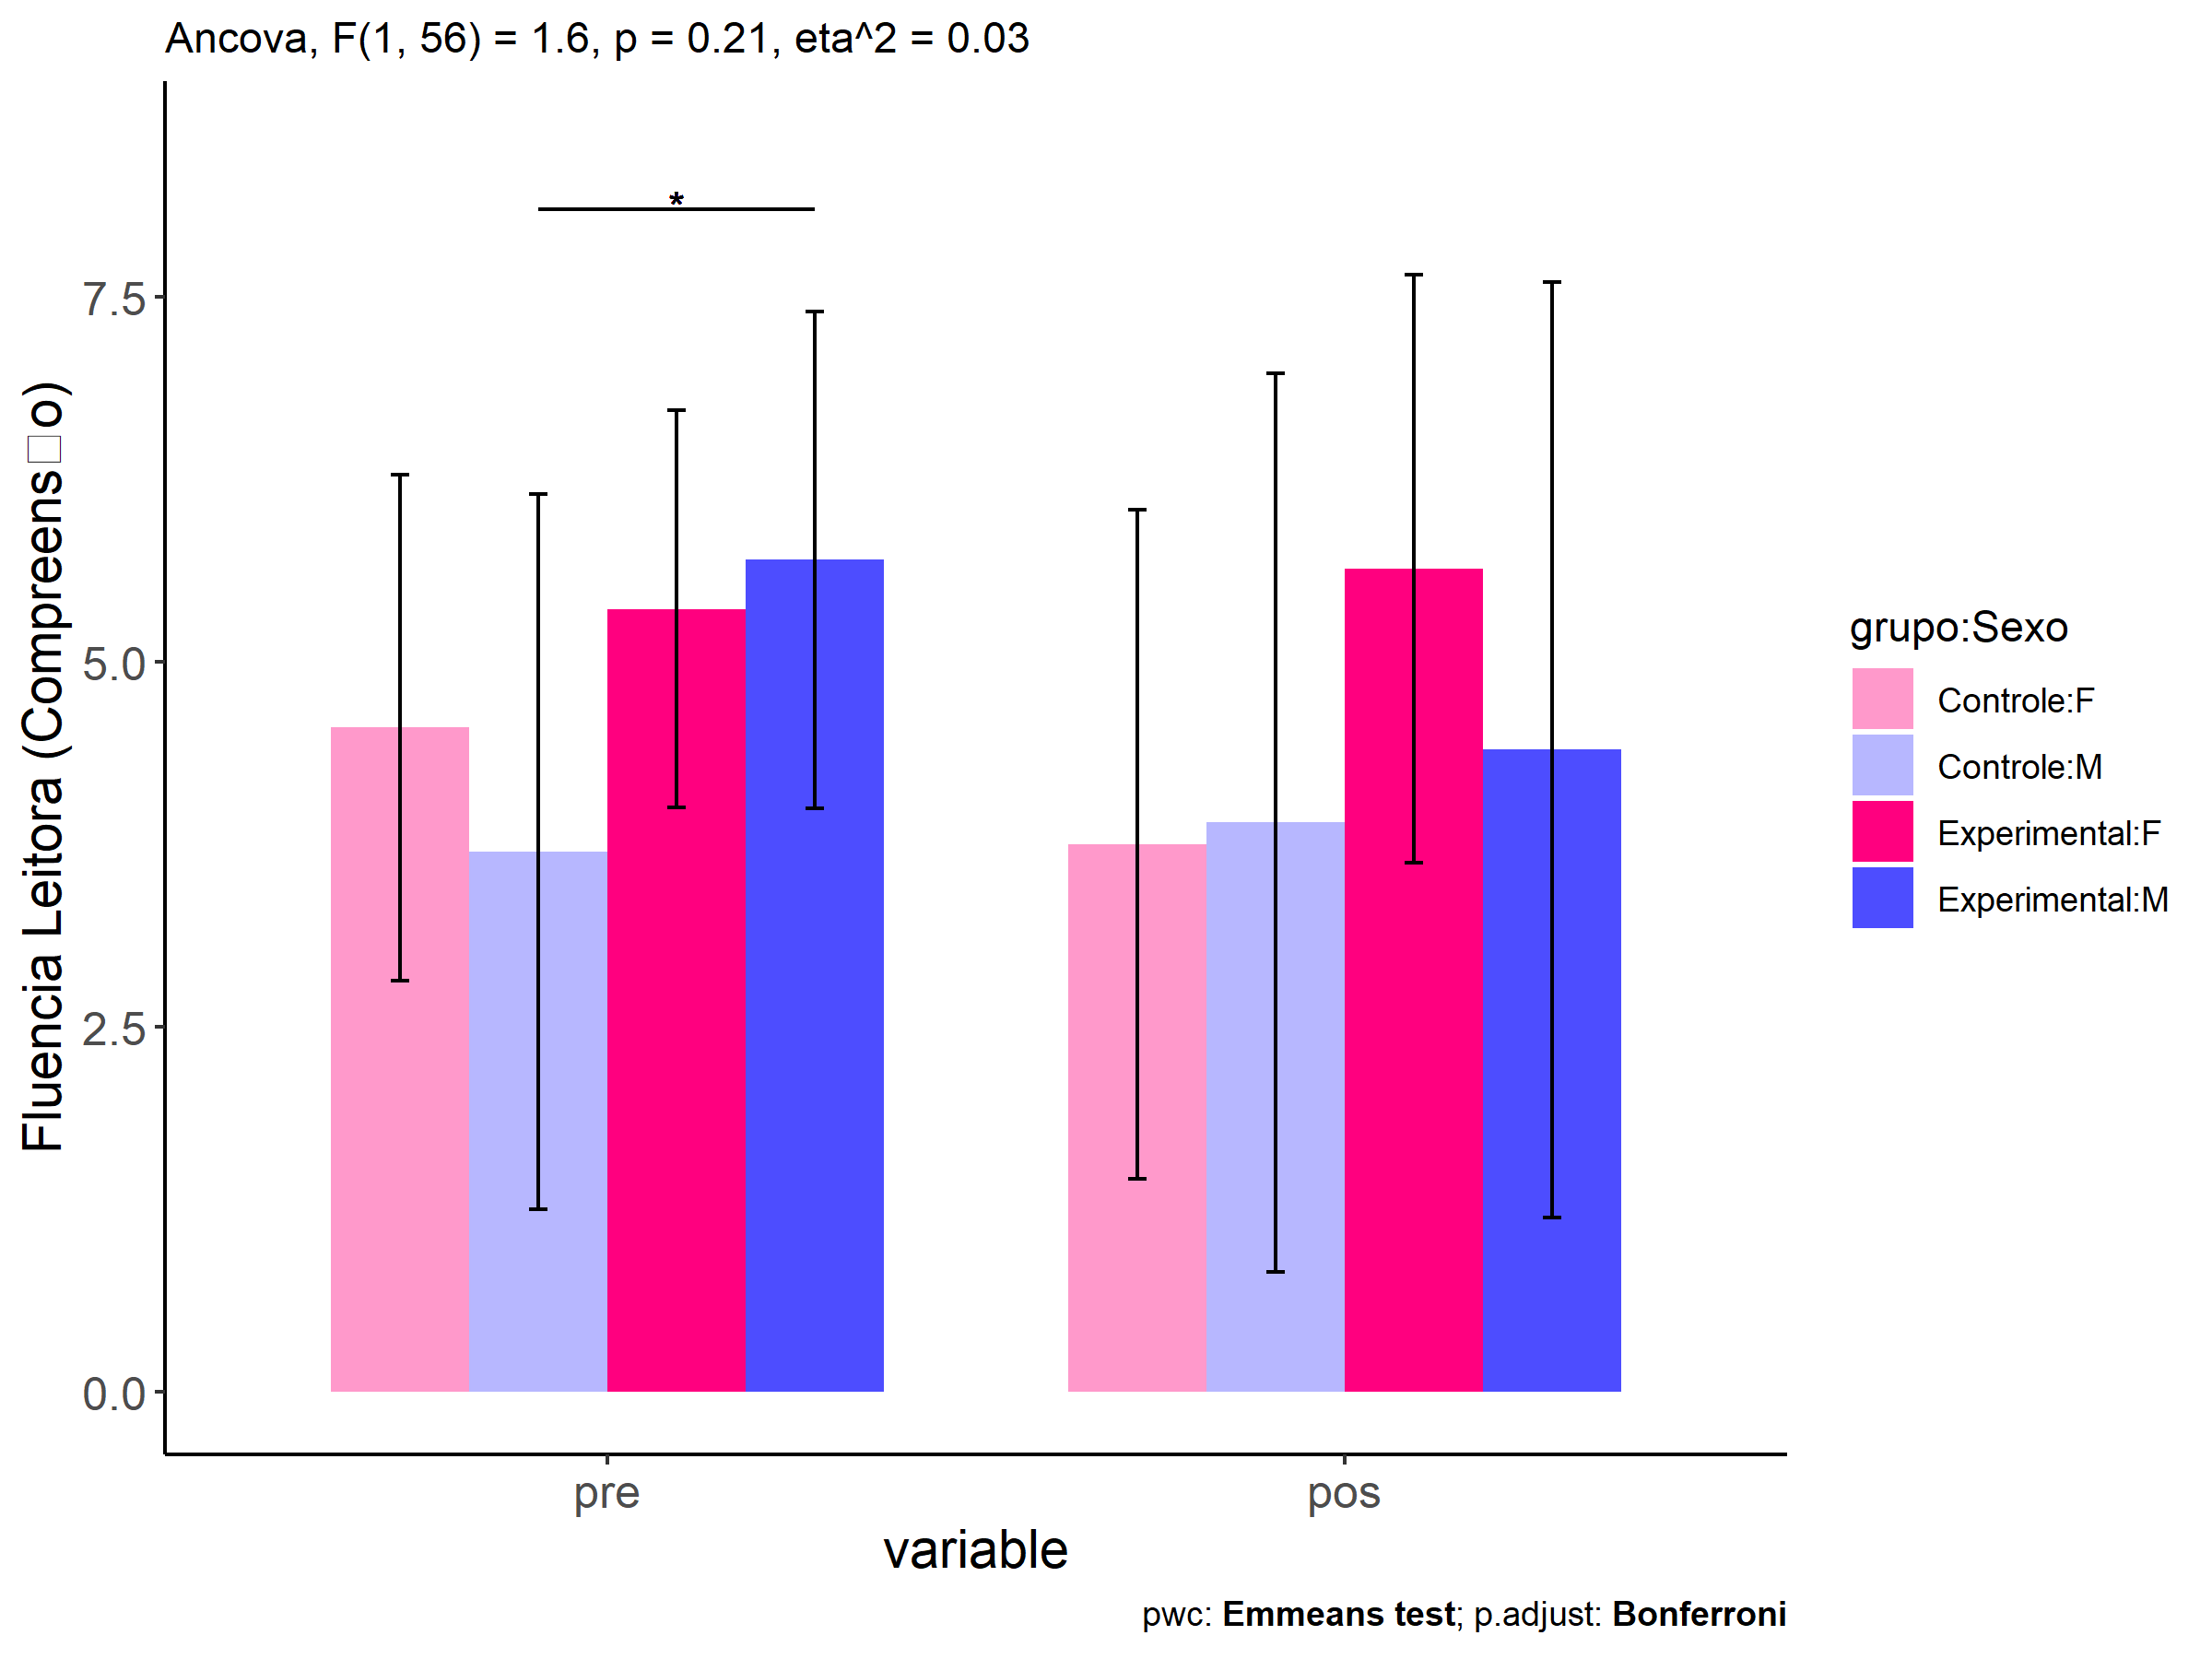 Ancova, F(1, 56) = 1.6, p = 0.21, eta^2 = 0.03
Fluencia Leitora (Compreens□o)
7.5
5.0
2.5
0.0
*
pre
pos
variable
grupo:Sexo
Controle:F
Controle:M
Experimental:F
Experimental:M
pwc: Emmeans test; p.adjust: Bonferroni